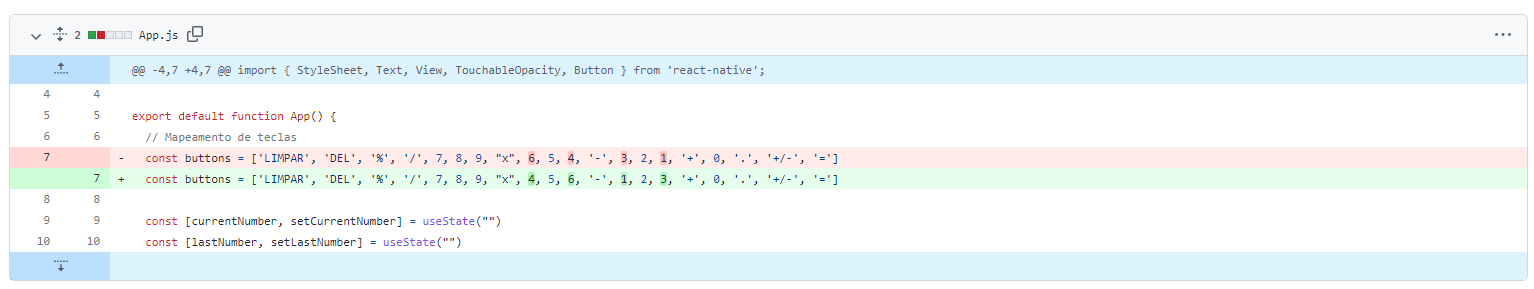 2 App.js
@@ -4,7 +4,7 @@ import { StyleSheet, Text, View, TouchableOpacity, Button } from 'react-native';
4 4
5 5 export default function App() {
6 6 // Mapeamento de teclas
7 - const buttons = ['LIMPAR', 'DEL', '%', '/', 7, 8, 9, "x", 6, 5, 4, '-', 3, 2, 1, '+', 0, '.', '+/-', '=']
7 + const buttons = ['LIMPAR', 'DEL', '%', '/', 7, 8, 9, "x", 4, 5, 6, '-', 1, 2, 3, '+', 0, '.', '+/-', '=']
8 8
9 9 const [currentNumber, setCurrentNumber] = useState("")
10 10 const [lastNumber, setLastNumber] = useState("")